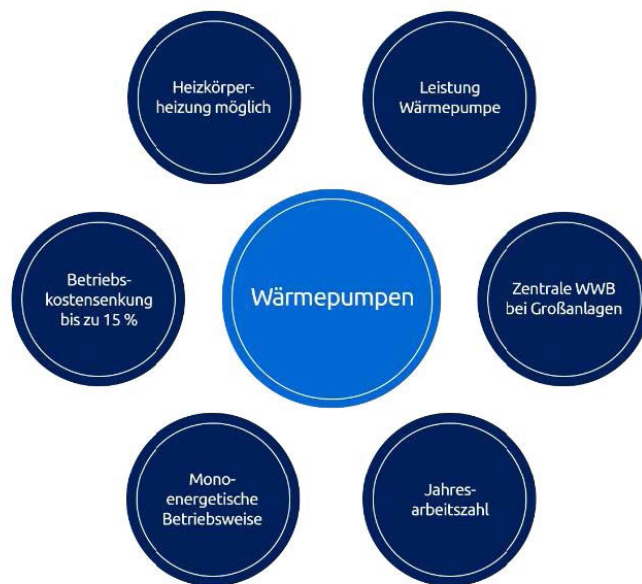 Heizkörper-
heizung möglich
Leistung
Wärmepumpe
Betriebs-
kostensenkung
bis zu 15 %
Wärmepumpen
Zentrale WWB
bei Großanlagen
Mono-
energetische
Betriebsweise
Jahres-
arbeitszahl